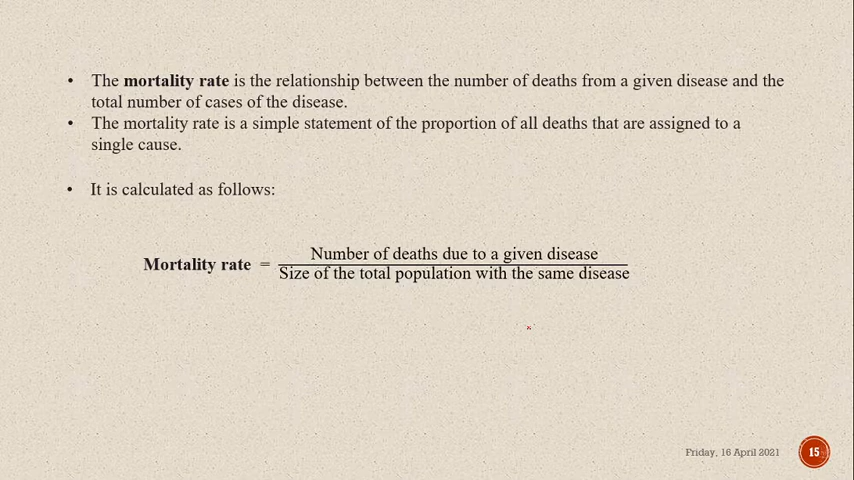 • The mortality rate is the relationship between the number of deaths from a given disease and the
total number of cases of the disease.
• The mortality rate is a simple statement of the proportion of all deaths that are assigned to a
single cause.
• It is calculated as follows:
Number of deaths due to a given disease
Mortality rate =
Size of the total population with the same disease
Friday, 16 April 2021
15